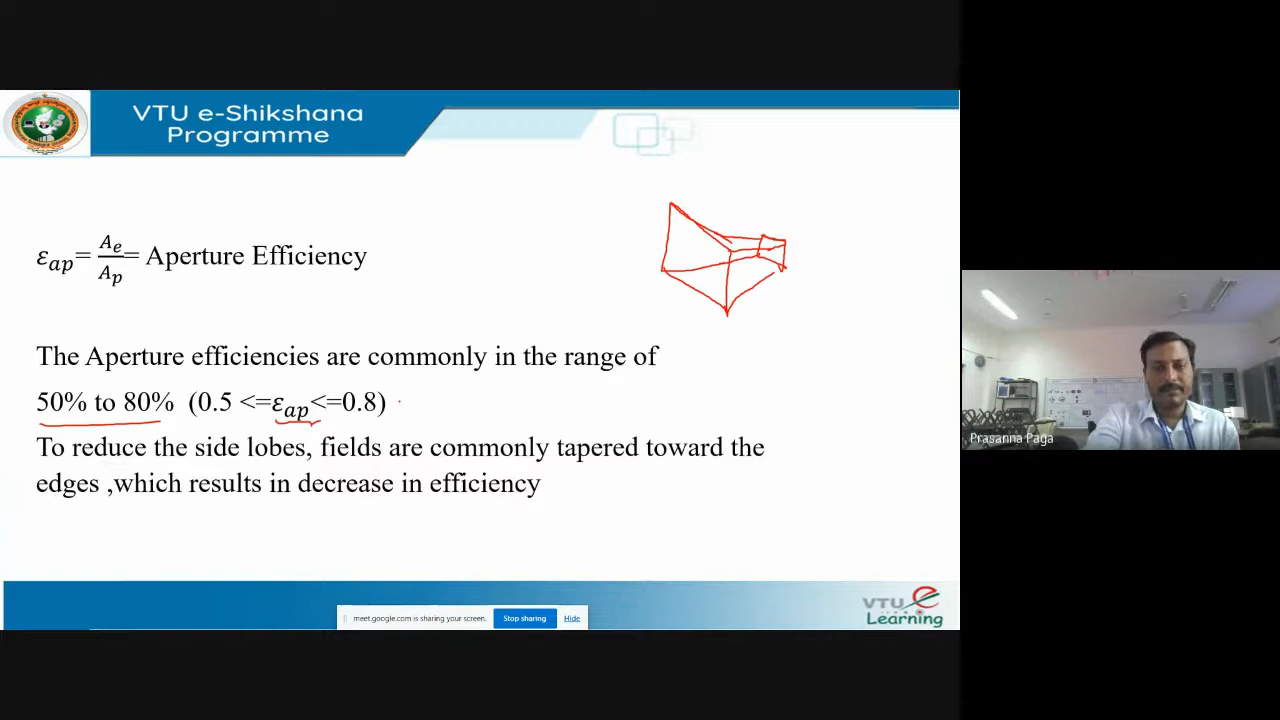 VTU e-Shikshana
Programme
εap= Ae/Ap= Aperture Efficiency
The Aperture efficiencies are commonly in the range of
50% to 80% (0.5 <=εap<=0.8)
To reduce the side lobes, fields are commonly tapered toward the
edges ,which results in decrease in efficiency
Prasanna Paga
meet.google.com is sharing your screen.
Stop sharing
Hide
VTU e
Learning